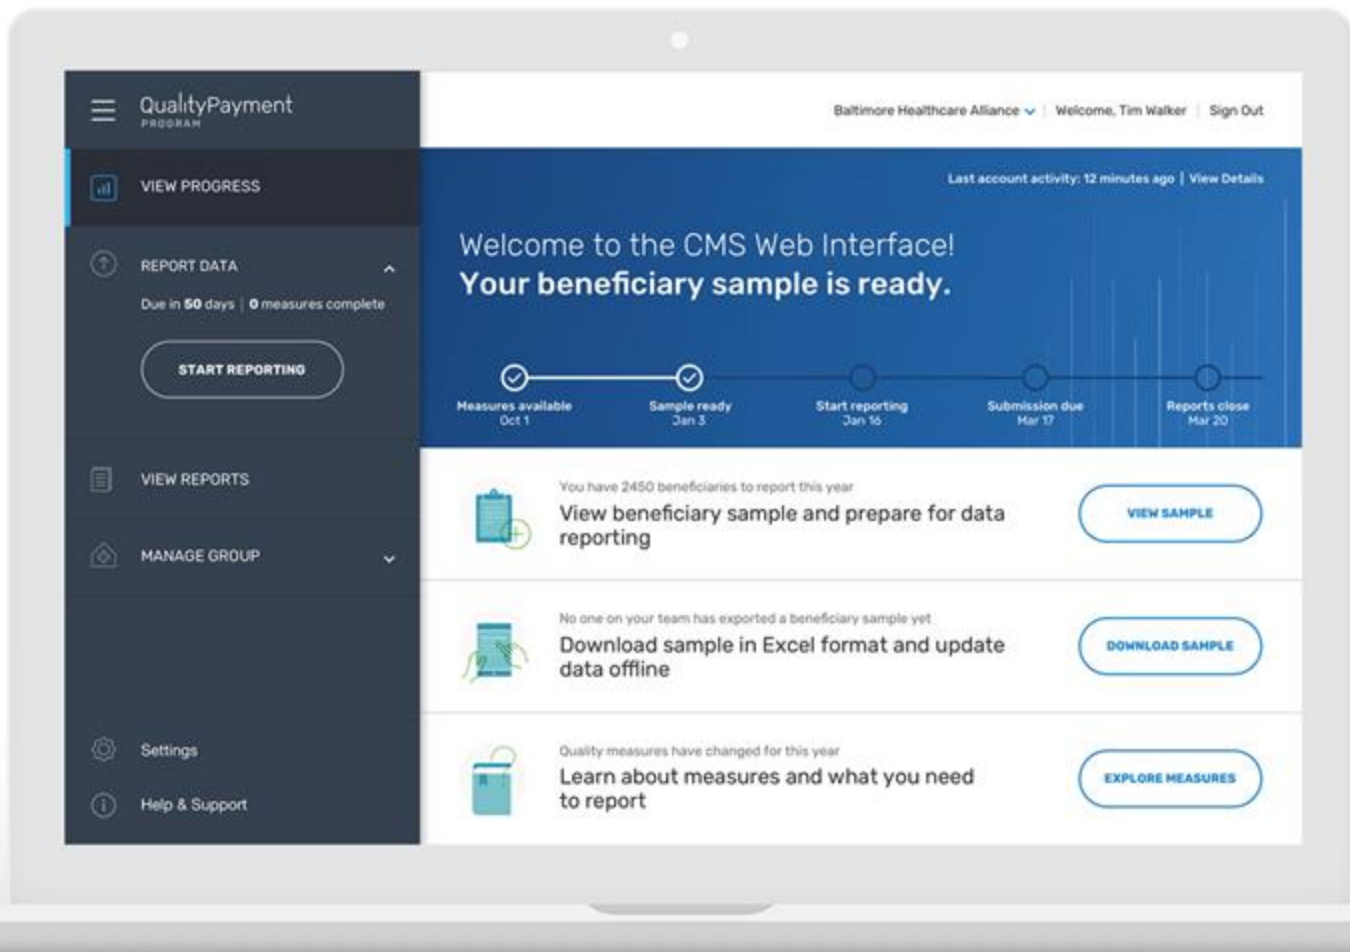 QualityPayment
PROGRAM
Baltimore Healthcare Alliance | Welcome, Tim Walker | Sign Out
VIEW PROGRESS
REPORT DATA
Due in 50 days | 0 measures complete
START REPORTING
VIEW REPORTS
MANAGE GROUP
Settings
Help & Support
Last account activity: 12 minutes ago | View Details
Welcome to the CMS Web Interface!
Your beneficiary sample is ready.
Measures available
Oct 1
Sample ready
Jan 3
Start reporting
Jan 16
Submission due
Mar 17
Reports close
Mar 20
You have 2450 beneficiaries to report this year
View beneficiary sample and prepare for data
reporting
VIEW SAMPLE
No one on your team has exported a beneficiary sample yet
Download sample in Excel format and update
data offline
DOWNLOAD SAMPLE
Quality measures have changed for this year
Learn about measures and what you need
to report
EXPLORE MEASURES